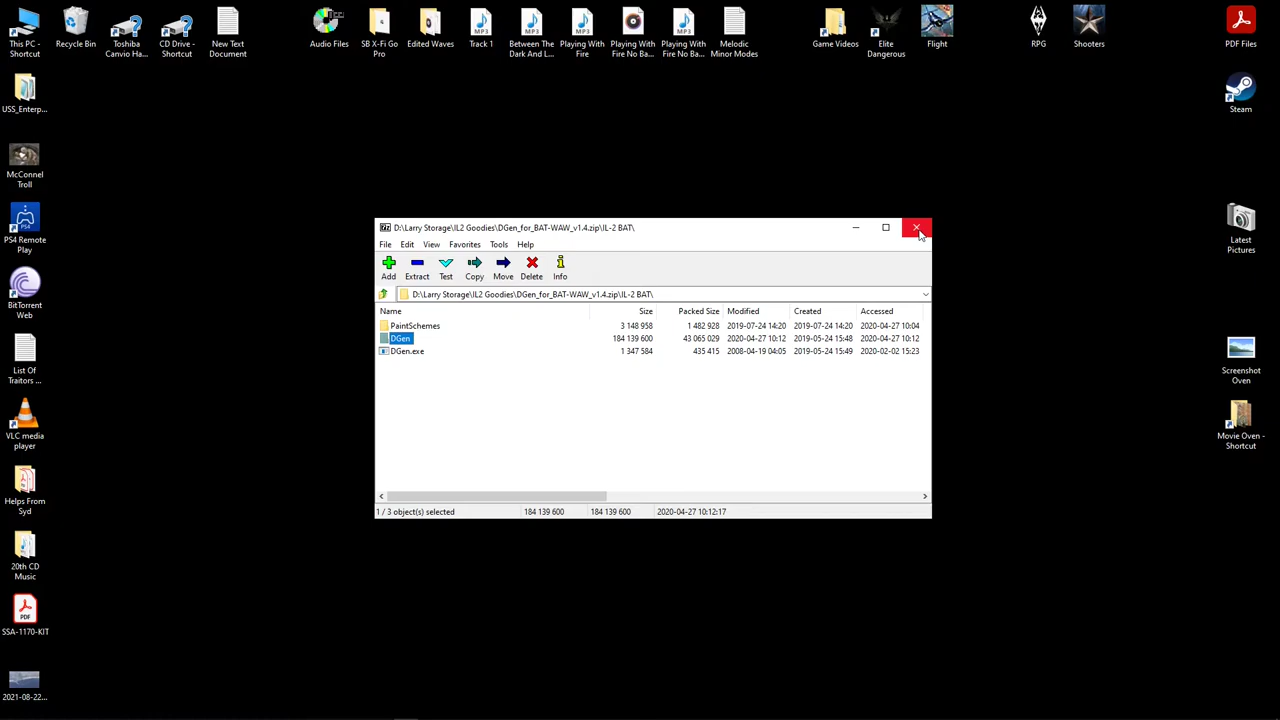 This PC -
Shortcut
Recycle Bin
Toshiba
Canvio Ha...
CD Drive -
Shortcut
New Text
Document
Audio Files
SB X-Fi Go
Pro
Edited Waves
MP3
Track 1
MP3
Between The
Dark And L...
MP3
Playing With
Fire
Playing With
Fire No Ba...
MP3
Playing With
Fire No Ba...
Melodic
Minor Modes
Game Videos
Elite
Dangerous
Flight
RPG
Shooters
PDF Files
USS_Enterp...
Steam
McConnel
Troll
PS4 Remote
Play
Latest
Pictures
BitTorrent
Web
List Of
Traitors ...
Screenshot
Oven
VLC media
player
Movie Oven -
Shortcut
Helps From
Syd
20th CD
Music
PDF
SSA-1170-KIT
2021-08-22...
7z D:\Larry Storage\IL2 Goodies\DGen_for_BAT-WAW_v1.4.zip\IL-2 BAT\
File Edit View Favorites Tools Help
Add Extract Test Copy Move Delete Info
D:\Larry Storage\IL2 Goodies\DGen_for_BAT-WAW_v1.4.zip\IL-2 BAT\
Name Size Packed Size Modified Created Accessed
PaintSchemes 3 148 958 1 482 928 2019-07-24 14:20 2019-07-24 14:20 2020-04-27 10:04
DGen 184 139 600 43 065 029 2020-04-27 10:12 2019-05-24 15:48 2020-04-27 10:12
DGen.exe 1 347 584 435 415 2008-04-19 04:05 2019-05-24 15:49 2020-02-02 15:23
1 / 3 object(s) selected 184 139 600 184 139 600 2020-04-27 10:12:17